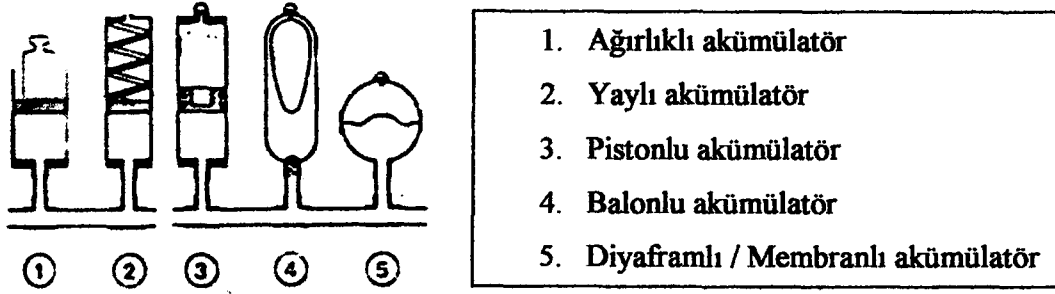 1 2 3 4 5
1. Ağırlıklı akümülatör
2. Yaylı akümülatör
3. Pistonlu akümülatör
4. Balonlu akümülatör
5. Diyaframlı / Membranlı akümülatör